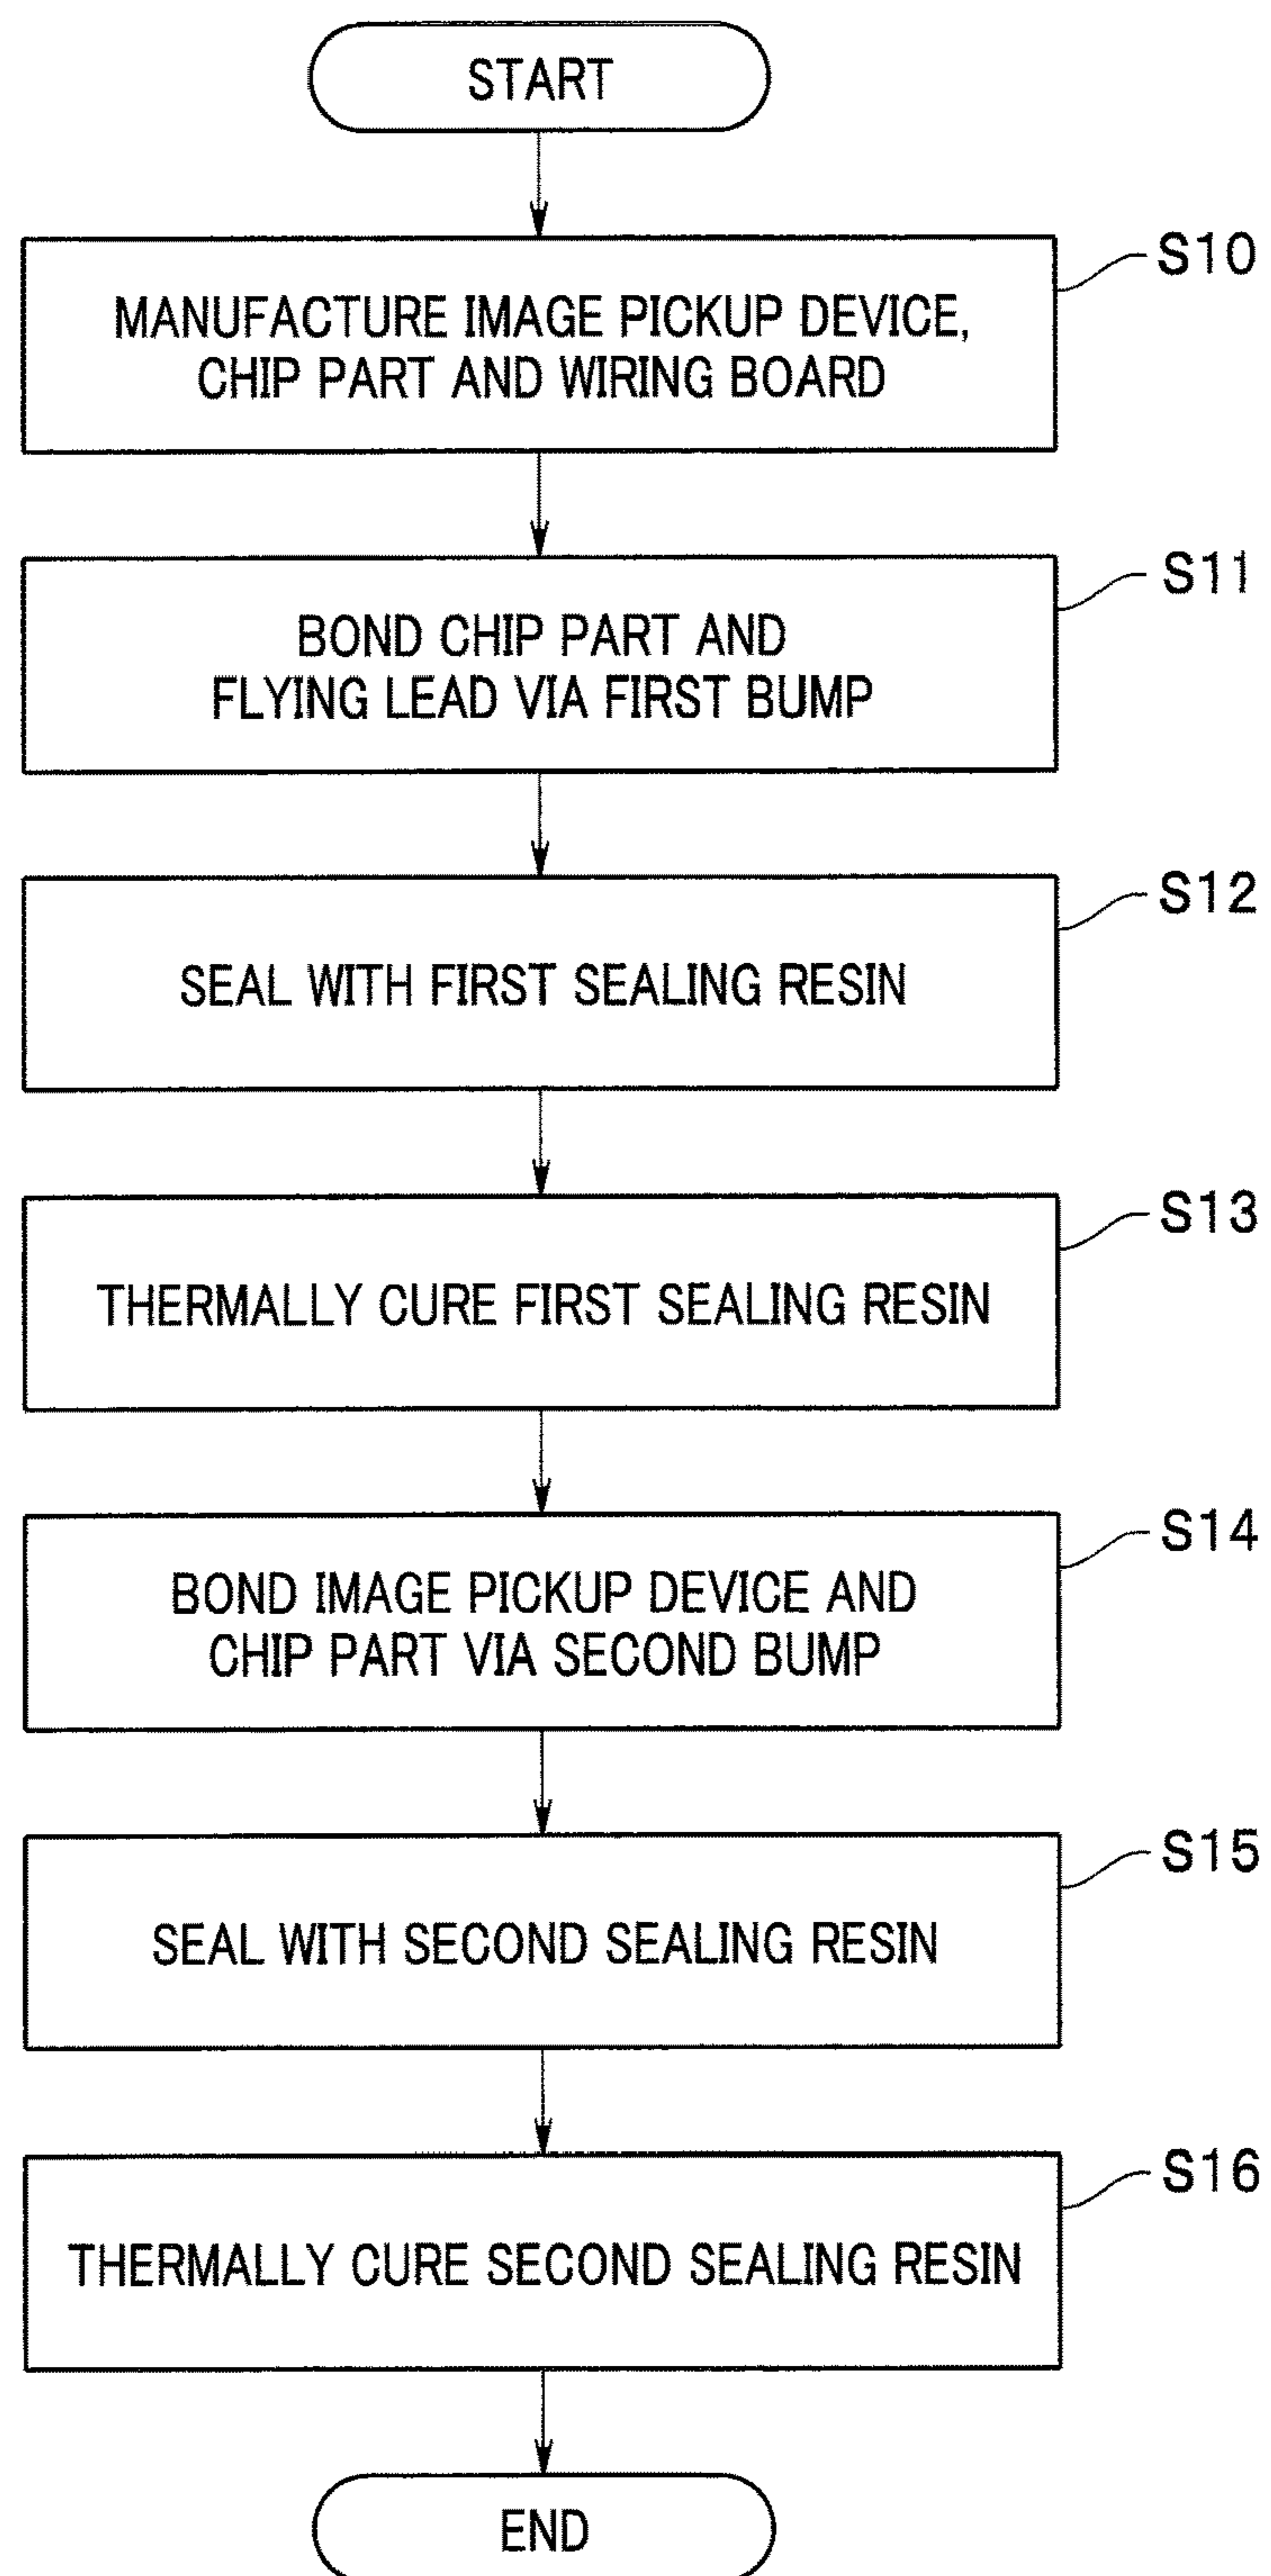 START
S10
MANUFACTURE IMAGE PICKUP DEVICE,
CHIP PART AND WIRING BOARD
S11
BOND CHIP PART AND
FLYING LEAD VIA FIRST BUMP
S12
SEAL WITH FIRST SEALING RESIN
S13
THERMALLY CURE FIRST SEALING RESIN
S14
BOND IMAGE PICKUP DEVICE AND
CHIP PART VIA SECOND BUMP
S15
SEAL WITH SECOND SEALING RESIN
S16
THERMALLY CURE SECOND SEALING RESIN
END